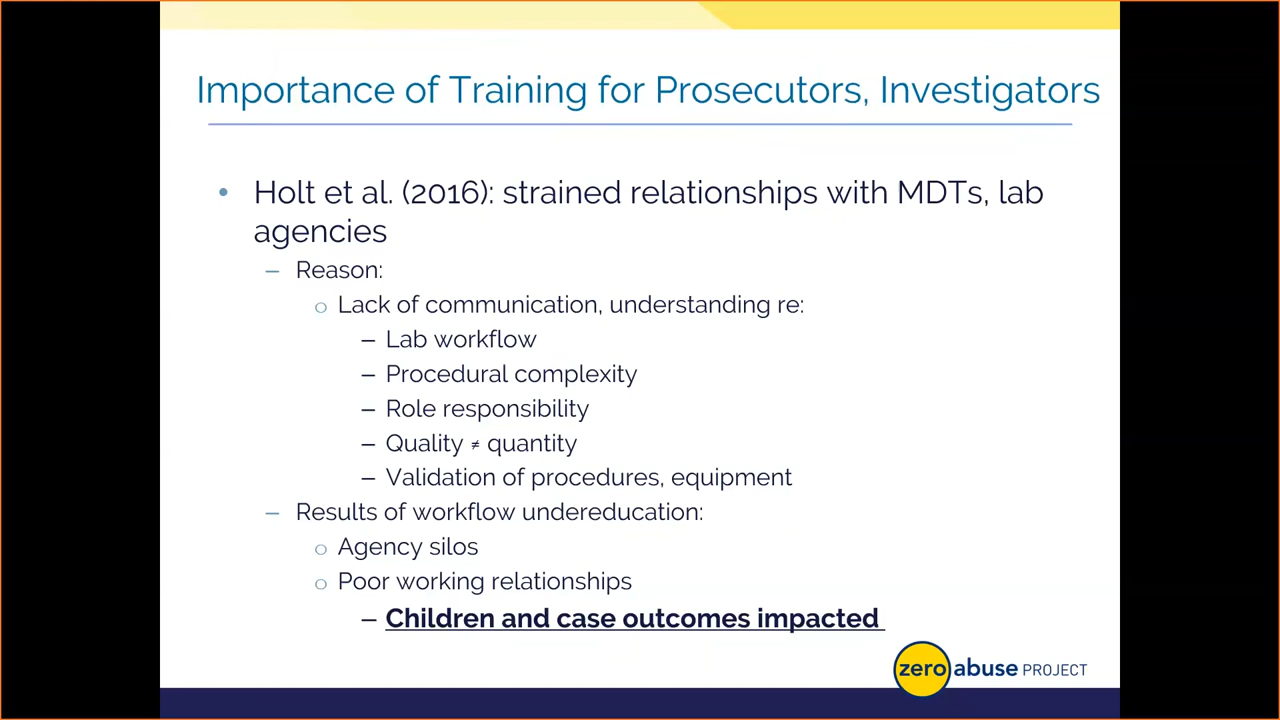 Importance of Training for Prosecutors, Investigators
• Holt et al. (2016): strained relationships with MDTs, lab
agencies
– Reason:
o Lack of communication, understanding re:
– Lab workflow
– Procedural complexity
– Role responsibility
– Quality ≠ quantity
– Validation of procedures, equipment
– Results of workflow undereducation:
o Agency silos
o Poor working relationships
– Children and case outcomes impacted
zero abuse PROJECT